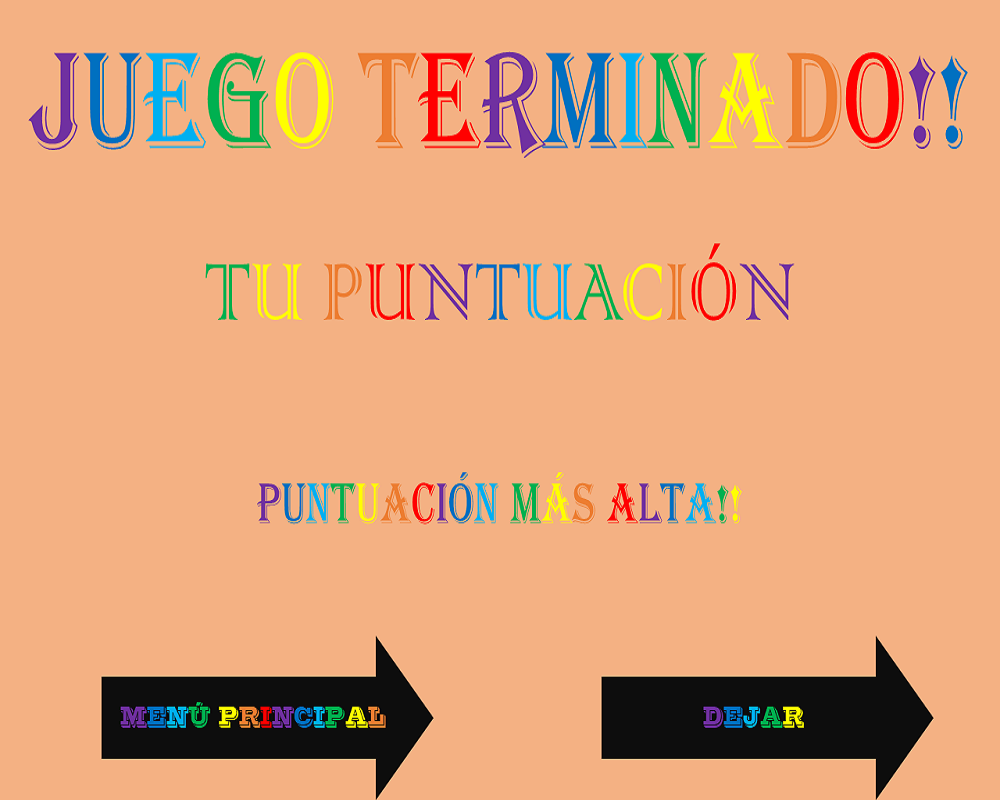 JUEGO TERMINADO!!
TU PUNTUACIÓN
PUNTUACIÓN MÁS ALTA!!
MENÚ PRINCIPAL
DEJAR